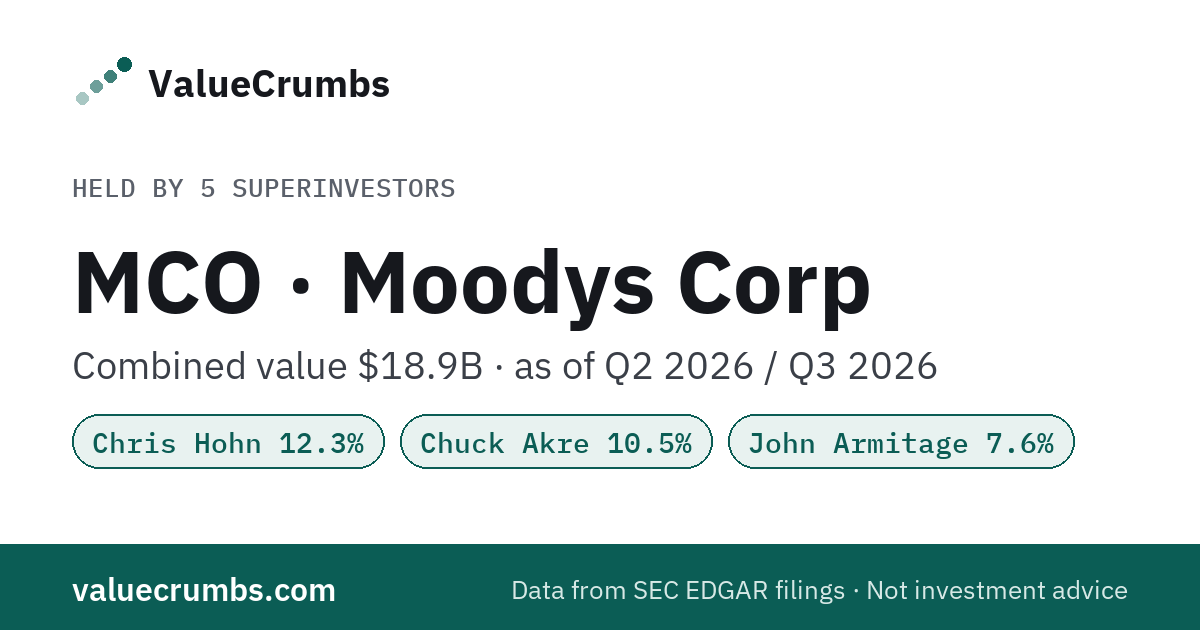 ValueCrumbs
HELD BY 5 SUPERINVESTORS
MCO · Moodys Corp
Combined value $18.9B · as of Q2 2026 / Q3 2026
Chris Hohn 12.3% Chuck Akre 10.5% John Armitage 7.6%
valuecrumbs.com Data from SEC EDGAR filings · Not investment advice